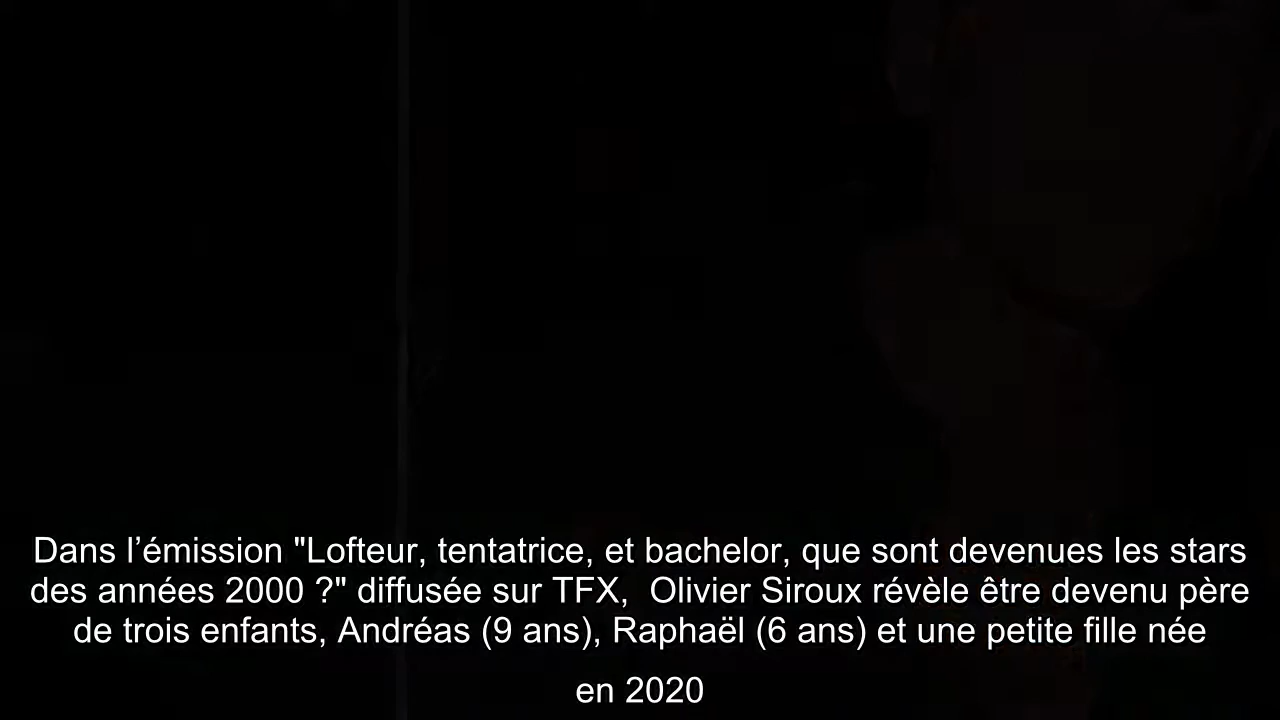 Dans l’émission "Lofteur, tentatrice, et bachelor, que sont devenues les stars
des années 2000 ?" diffusée sur TFX,  Olivier Siroux révèle être devenu père
de trois enfants, Andréas (9 ans), Raphaël (6 ans) et une petite fille née
en 2020